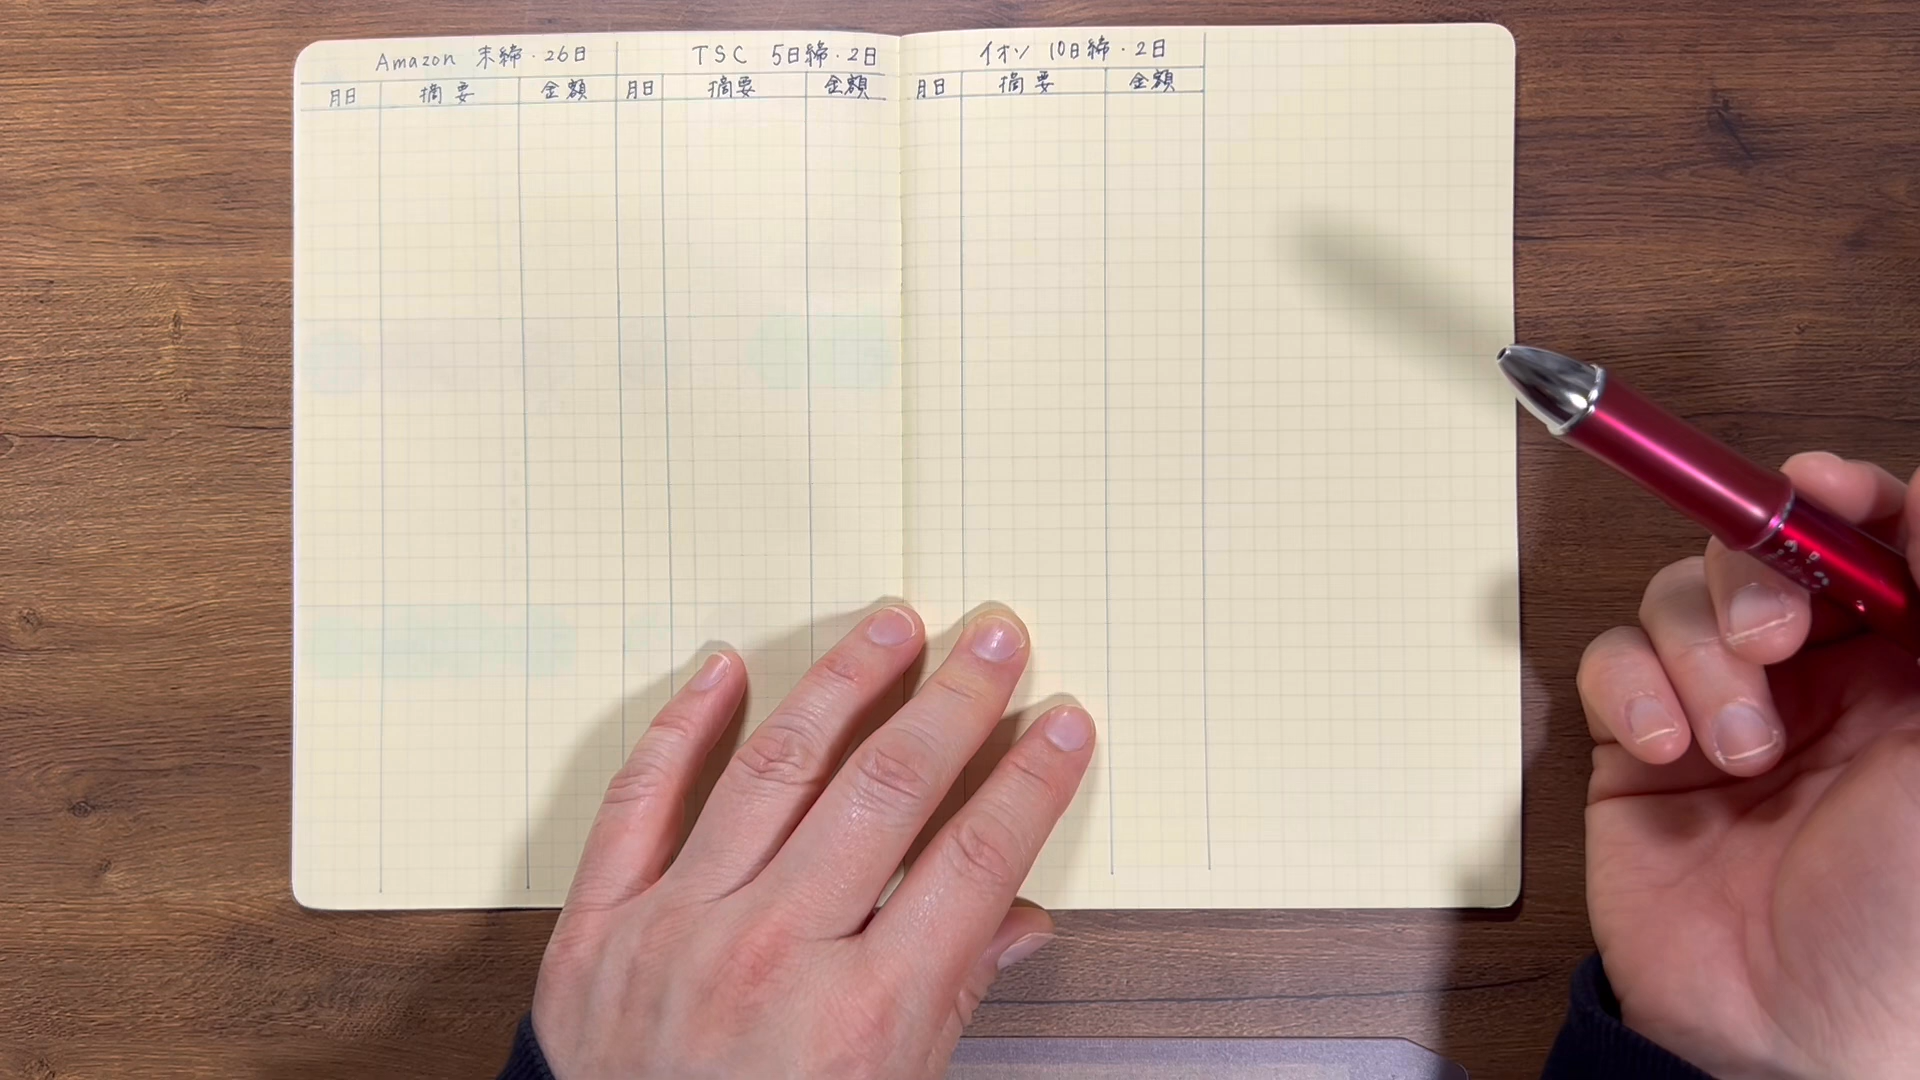 Amazon 末締・26日
月日 摘要 金額
TSC 5日締・2日
月日 摘要 金額
イオン 10日締・2日
月日 摘要 金額